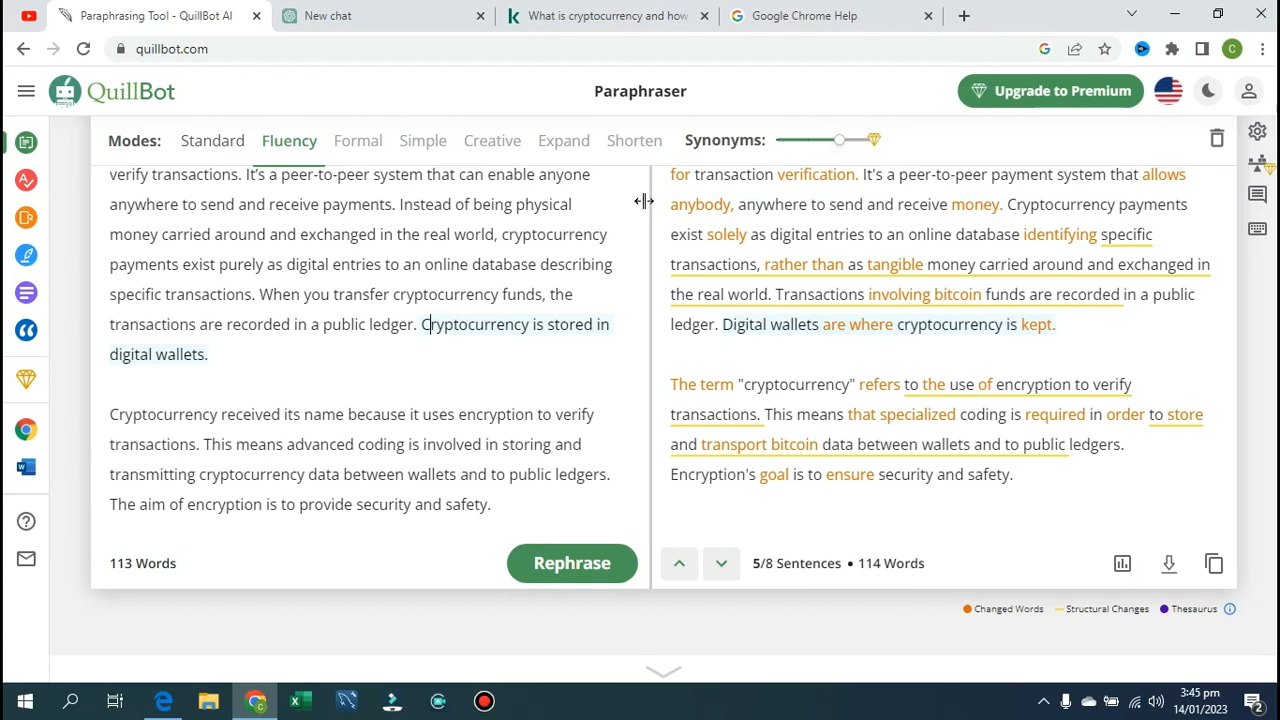 Paraphrasing Tool - QuillBot AI
New chat
What is cryptocurrency and how
Google Chrome Help
quillbot.com
C
QuillBot
Paraphraser
Upgrade to Premium
Modes: Standard Fluency Formal Simple Creative Expand Shorten Synonyms:
verify transactions. It’s a peer-to-peer system that can enable anyone
anywhere to send and receive payments. Instead of being physical
money carried around and exchanged in the real world, cryptocurrency
payments exist purely as digital entries to an online database describing
specific transactions. When you transfer cryptocurrency funds, the
transactions are recorded in a public ledger. Cryptocurrency is stored in
digital wallets.
Cryptocurrency received its name because it uses encryption to verify
transactions. This means advanced coding is involved in storing and
transmitting cryptocurrency data between wallets and to public ledgers.
The aim of encryption is to provide security and safety.
113 Words
Rephrase
for transaction verification. It's a peer-to-peer payment system that allows
anybody, anywhere to send and receive money. Cryptocurrency payments
exist solely as digital entries to an online database identifying specific
transactions, rather than as tangible money carried around and exchanged in
the real world. Transactions involving bitcoin funds are recorded in a public
ledger. Digital wallets are where cryptocurrency is kept.
The term "cryptocurrency" refers to the use of encryption to verify
transactions. This means that specialized coding is required in order to store
and transport bitcoin data between wallets and to public ledgers.
Encryption's goal is to ensure security and safety.
5/8 Sentences • 114 Words
Changed Words
Structural Changes
Thesaurus
3:45 pm
14/01/2023
2